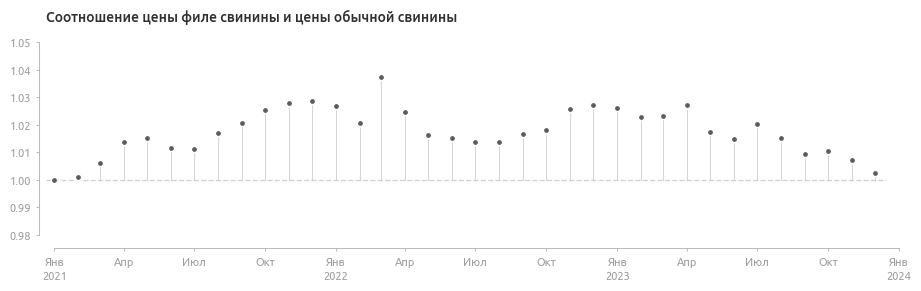 Соотношение цены филе свинины и цены обычной свинины
1.05
1.04
1.03
1.02
1.01
1.00
0.99
0.98
Янв Апр Июл Окт Янв Апр Июл Окт Янв Апр Июл Окт Янв
2021 2022 2023 2024